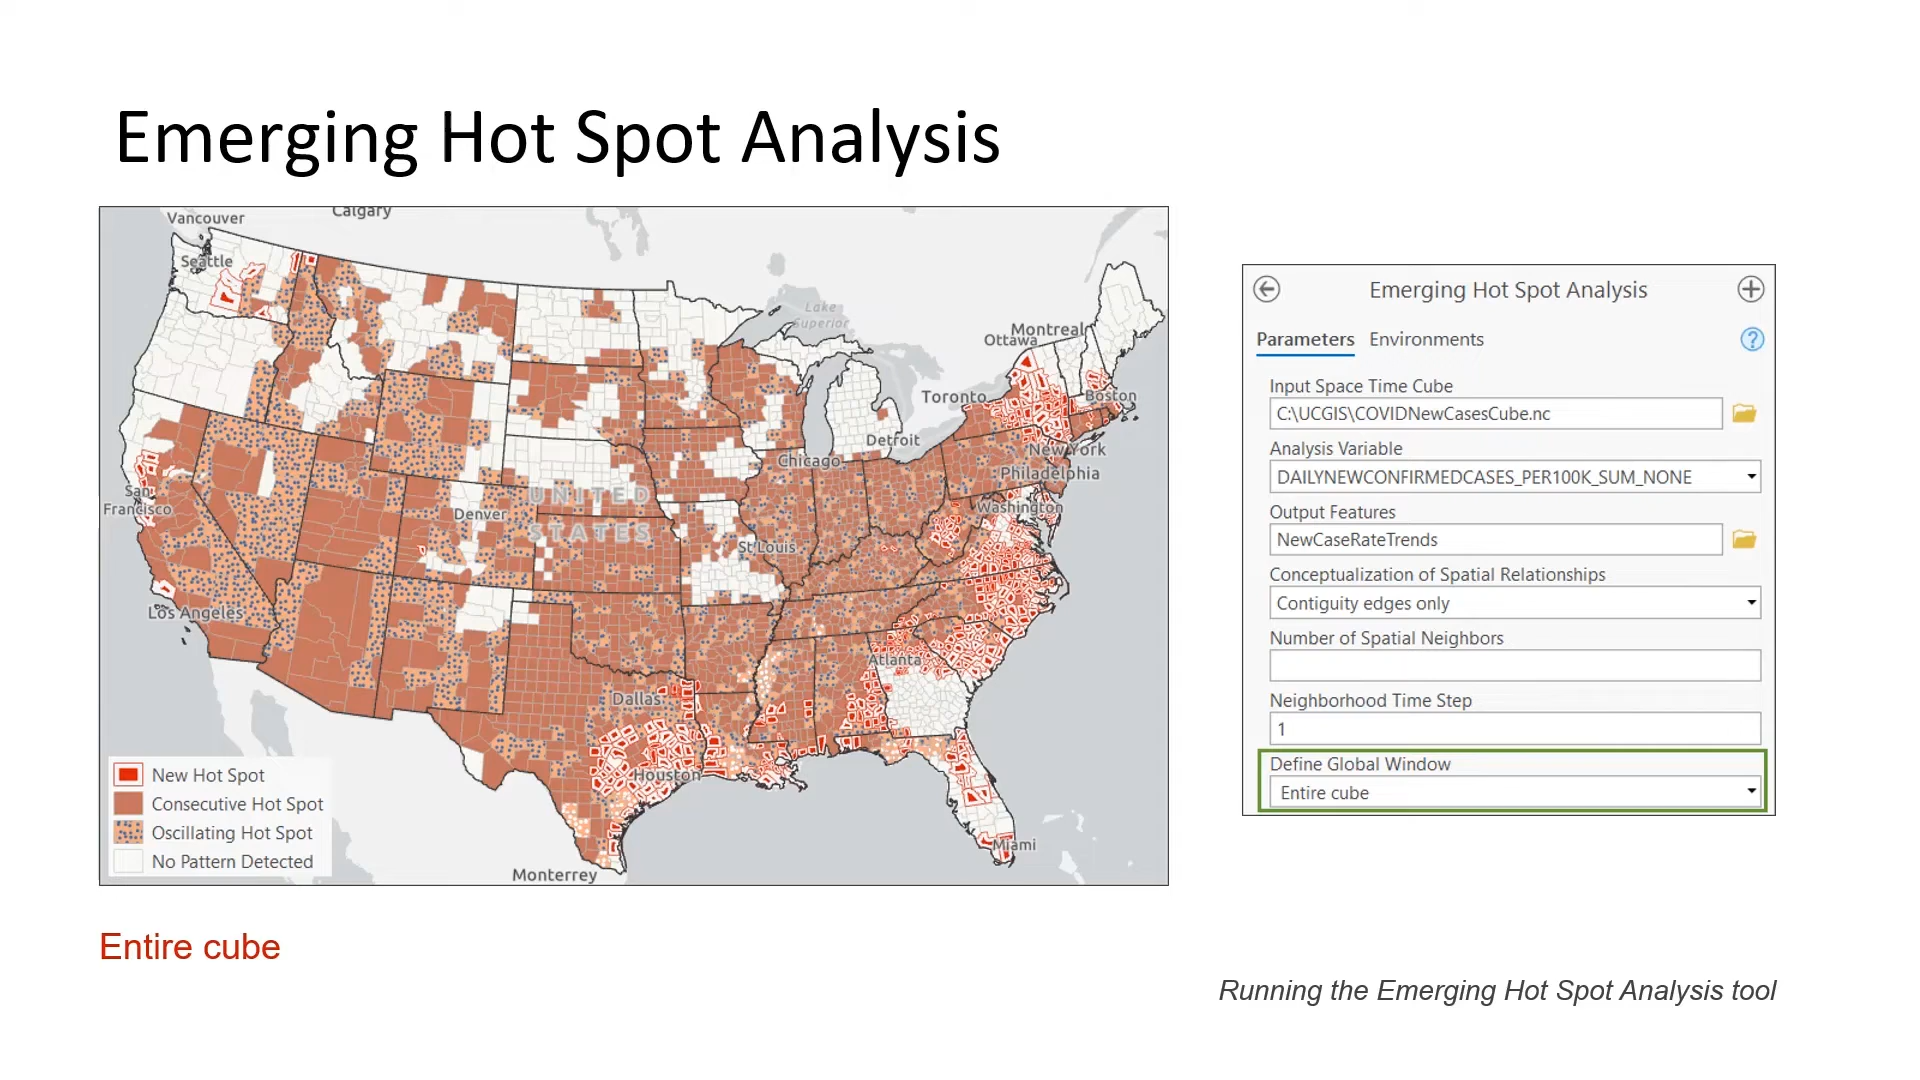 Emerging Hot Spot Analysis
Vancouver
Calgary
Seattle
Lake
Superior
Montreal
Ottawa
Toronto
Boston
Detroit
New York
Chicago
Philadelphia
San
Francisco
Denver
UNITED
STATES
Washington
St Louis
Los Angeles
Atlanta
Dallas
Houston
Miami
Monterrey
New Hot Spot
Consecutive Hot Spot
Oscillating Hot Spot
No Pattern Detected
Entire cube
Emerging Hot Spot Analysis
Parameters Environments
?
Input Space Time Cube
C:\UCGIS\COVIDNewCasesCube.nc
Analysis Variable
DAILYNEWCONFIRMEDCASES_PER100K_SUM_NONE
Output Features
NewCaseRateTrends
Conceptualization of Spatial Relationships
Contiguity edges only
Number of Spatial Neighbors
Neighborhood Time Step
1
Define Global Window
Entire cube
Running the Emerging Hot Spot Analysis tool